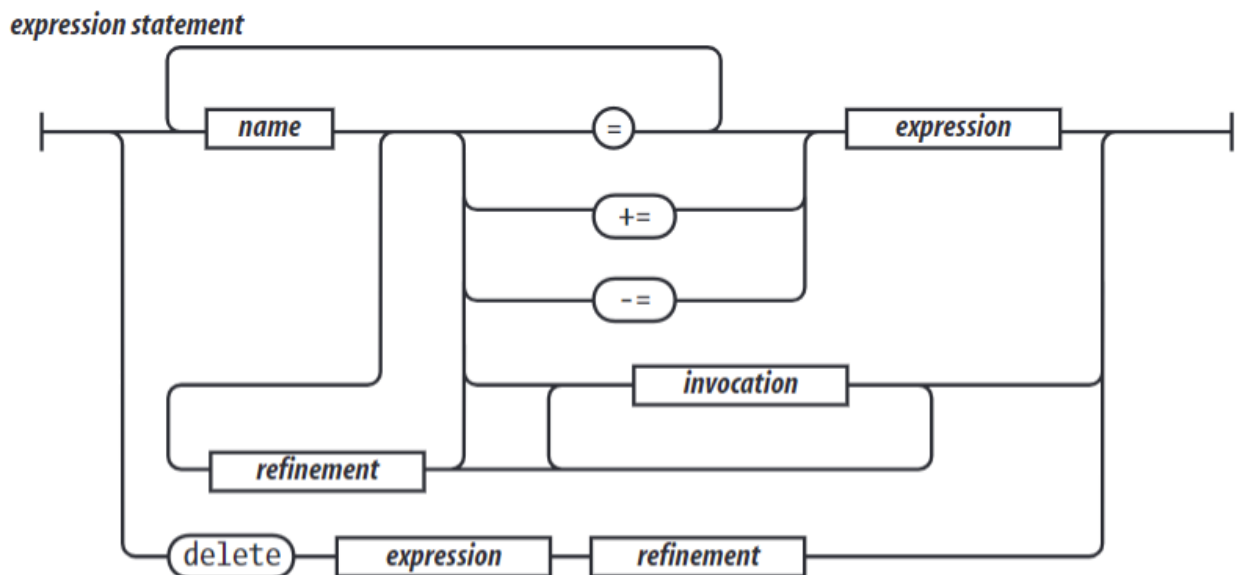 expression statement
name = expression
+=
-=
invocation
refinement
delete expression refinement